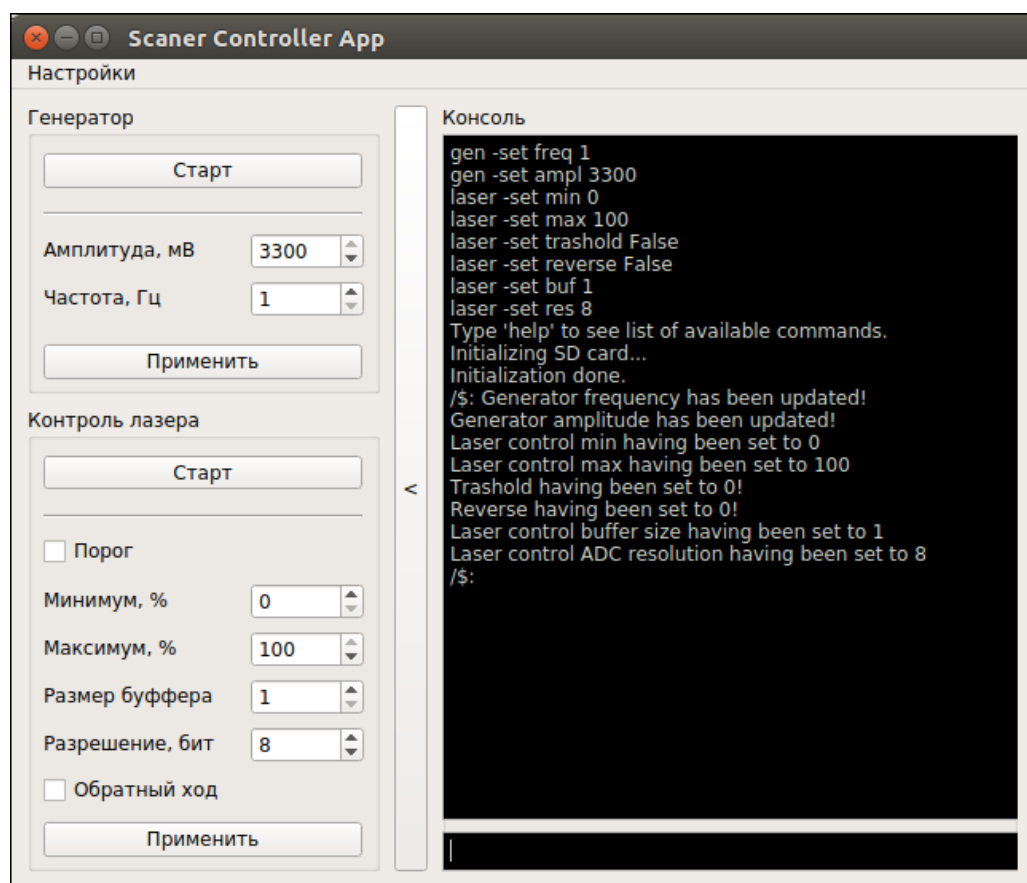 Scaner Controller App
Настройки
Генератор
Старт
Амплитуда, мВ 3300
Частота, Гц 1
Применить
Контроль лазера
Старт
Порог
Минимум, % 0
Максимум, % 100
Размер буффера 1
Разрешение, бит 8
Обратный ход
Применить
<
Консоль
gen -set freq 1
gen -set ampl 3300
laser -set min 0
laser -set max 100
laser -set trashold False
laser -set reverse False
laser -set buf 1
laser -set res 8
Type 'help' to see list of available commands.
Initializing SD card...
Initialization done.
/$: Generator frequency has been updated!
Generator amplitude has been updated!
Laser control min having been set to 0
Laser control max having been set to 100
Trashold having been set to 0!
Reverse having been set to 0!
Laser control buffer size having been set to 1
Laser control ADC resolution having been set to 8
/$: